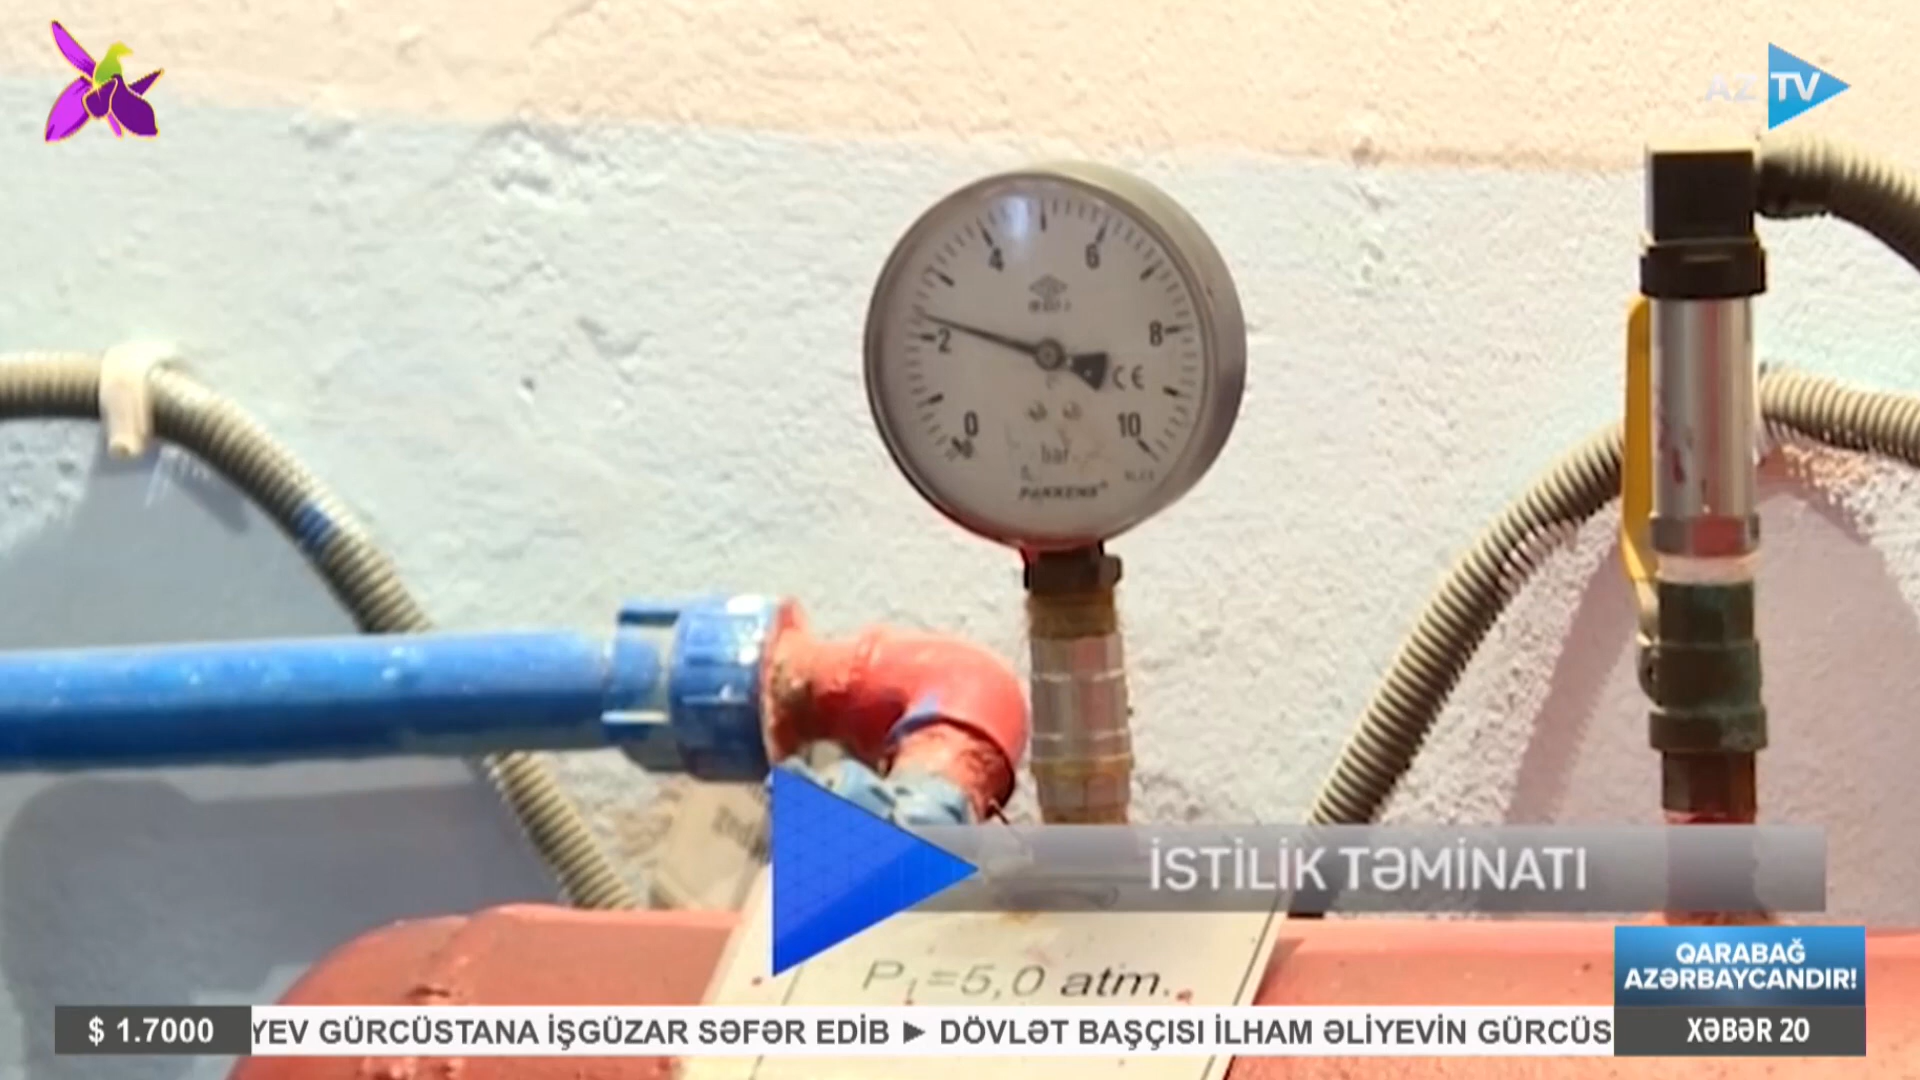 AZ TV
4
6
2
8
0
10
CE
bar
PAKKENS
İSTİLİK TƏMİNATI
P₁=5,0 atm.
QARABAĞ
AZƏRBAYCANDIR!
$ 1.7000
YEV GÜRCÜSTANA İŞGÜZAR SƏFƏR EDİB ► DÖVLƏT BAŞÇISI İLHAM ƏLİYEVİN GÜRCÜS
XƏBƏR 20